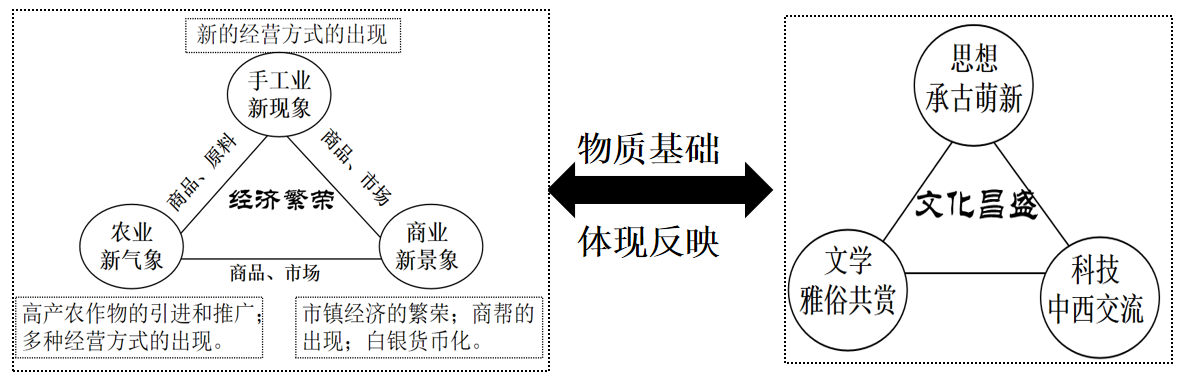 新的经营方式的出现
手工业
新现象
商品、原料
商品、市场
经济繁荣
农业
新气象
商业
新景象
商品、市场
高产农作物的引进和推广；
多种经营方式的出现。
市镇经济的繁荣；商帮的
出现；白银货币化。
物质基础
体现反映
思想
承古萌新
文化昌盛
文学
雅俗共赏
科技
中西交流